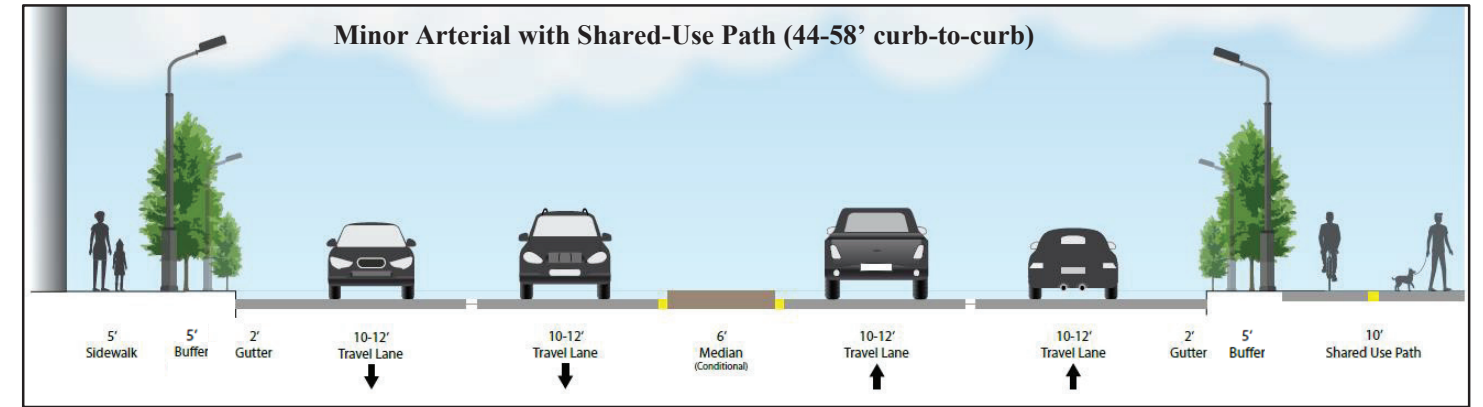 Minor Arterial with Shared-Use Path (44-58’ curb-to-curb)
5’
Sidewalk
5’
Buffer
2’
Gutter
10-12’
Travel Lane
10-12’
Travel Lane
6’
Median
(Conditional)
10-12’
Travel Lane
10-12’
Travel Lane
2’
Gutter
5’
Buffer
10’
Shared Use Path